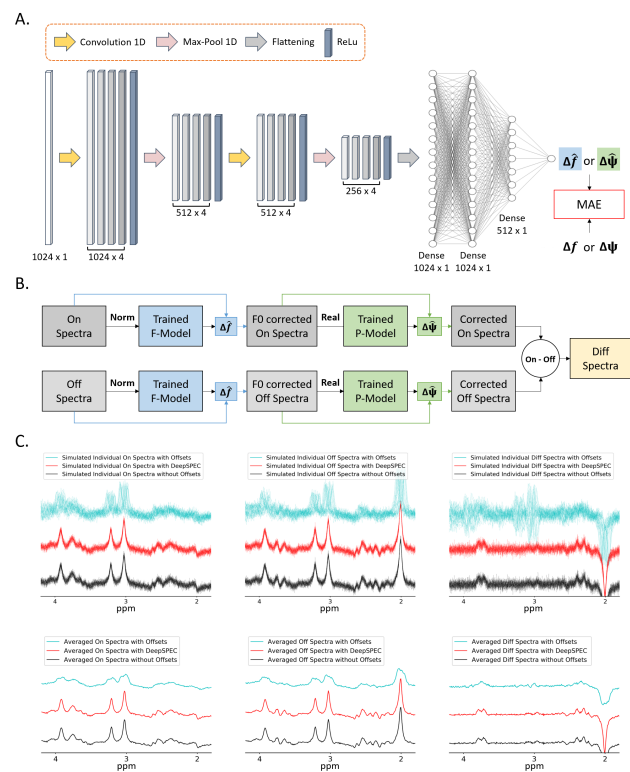 A.
Convolution 1D
Max-Pool 1D
Flattening
ReLu
1024 x 1
1024 x 4
512 x 4
512 x 4
256 x 4
Dense
1024 x 1
Dense
1024 x 1
Dense
512 x 1
Δf̂ or Δψ̂
MAE
Δf or Δψ
B.
On
Spectra
Norm
Trained
F-Model
Δf̂
F0 corrected
On Spectra
Real
Trained
P-Model
Δψ̂
Corrected
On Spectra
Off
Spectra
Norm
Trained
F-Model
Δf̂
F0 corrected
Off Spectra
Real
Trained
P-Model
Δψ̂
Corrected
Off Spectra
On - Off
Diff
Spectra
C.
Simulated Individual On Spectra with Offsets
Simulated Individual On Spectra with DeepSPEC
Simulated Individual On Spectra without Offsets
4 3 2
ppm
Simulated Individual Off Spectra with Offsets
Simulated Individual Off Spectra with DeepSPEC
Simulated Individual Off Spectra without Offsets
4 3 2
ppm
Simulated Individual Diff Spectra with Offsets
Simulated Individual Diff Spectra with DeepSPEC
Simulated Individual Diff Spectra without Offsets
4 3 2
ppm
Averaged On Spectra with Offsets
Averaged On Spectra with DeepSPEC
Averaged On Spectra without Offsets
4 3 2
ppm
Averaged Off Spectra with Offsets
Averaged Off Spectra with DeepSPEC
Averaged Off Spectra without Offsets
4 3 2
ppm
Averaged Diff Spectra with Offsets
Averaged Diff Spectra with DeepSPEC
Averaged Diff Spectra without Offsets
4 3 2
ppm